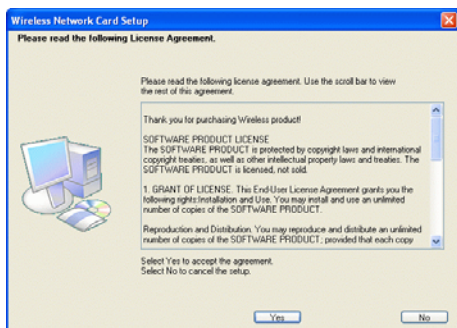 Wireless Network Card Setup
Please read the following License Agreement.
Please read the following license agreement. Use the scroll bar to view
the rest of this agreement.
Thank you for purchasing Wireless product!
SOFTWARE PRODUCT LICENSE
The SOFTWARE PRODUCT is protected by copyright laws and international
copyright treaties, as well as other intellectual property laws and treaties. The
SOFTWARE PRODUCT is licensed, not sold.
1. GRANT OF LICENSE. This End-User License Agreement grants you the
following rights:Installation and Use. You may install and use an unlimited
number of copies of the SOFTWARE PRODUCT.
Reproduction and Distribution. You may reproduce and distribute an unlimited
number of copies of the SOFTWARE PRODUCT; provided that each copy
Select Yes to accept the agreement.
Select No to cancel the setup.
Yes
No